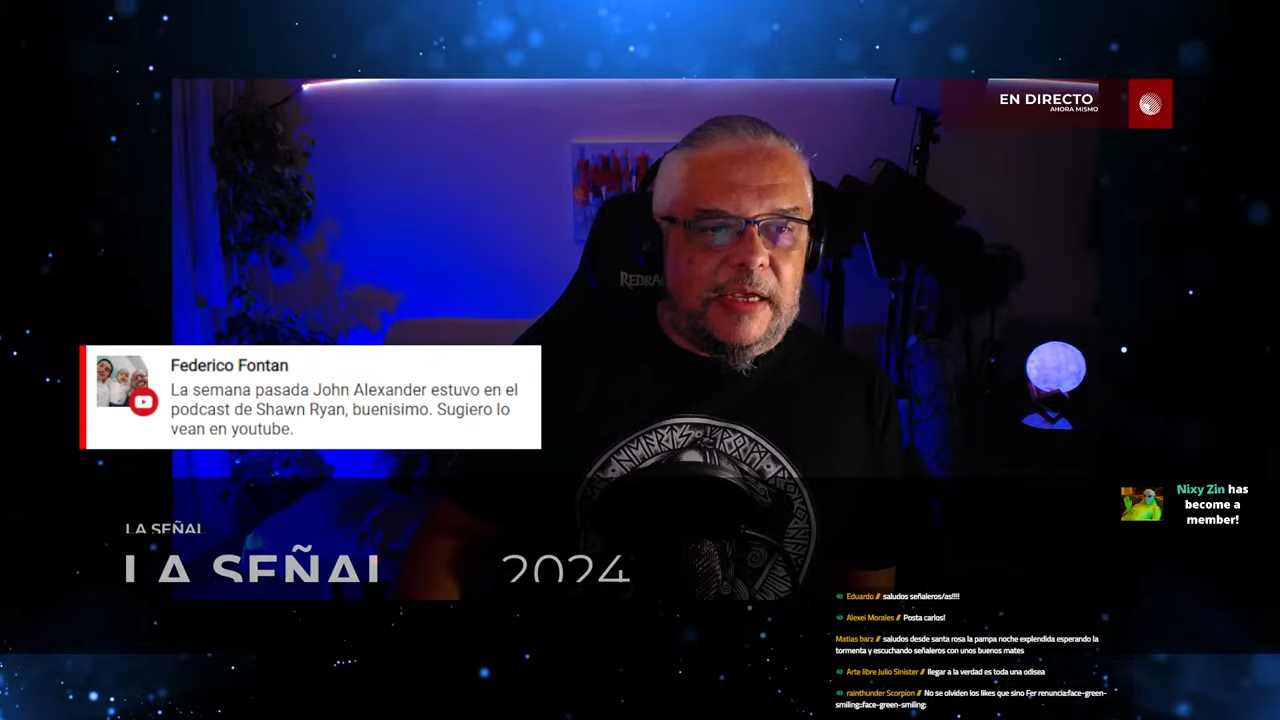 EN DIRECTO
AHORA MISMO
REDRA
Federico Fontan
La semana pasada John Alexander estuvo en el
podcast de Shawn Ryan, buenisimo. Sugiero lo
vean en youtube.
LA SEÑAL
LA SEÑAL 2024
Nixy Zin has
become a
member!
Eduardo // saludos señaleros/as!!!!
Alexei Morales // Posta carlos!
Matias barz // saludos desde santa rosa la pampa noche explendida esperando la
tormenta y escuchando señaleros con unos buenos mates
Arte libre Julio Sinister // llegar a la verdad es toda una odisea
rainthunder Scorpion // No se olviden los likes que sino Fer renuncia:face-green-
smiling::face-green-smiling: